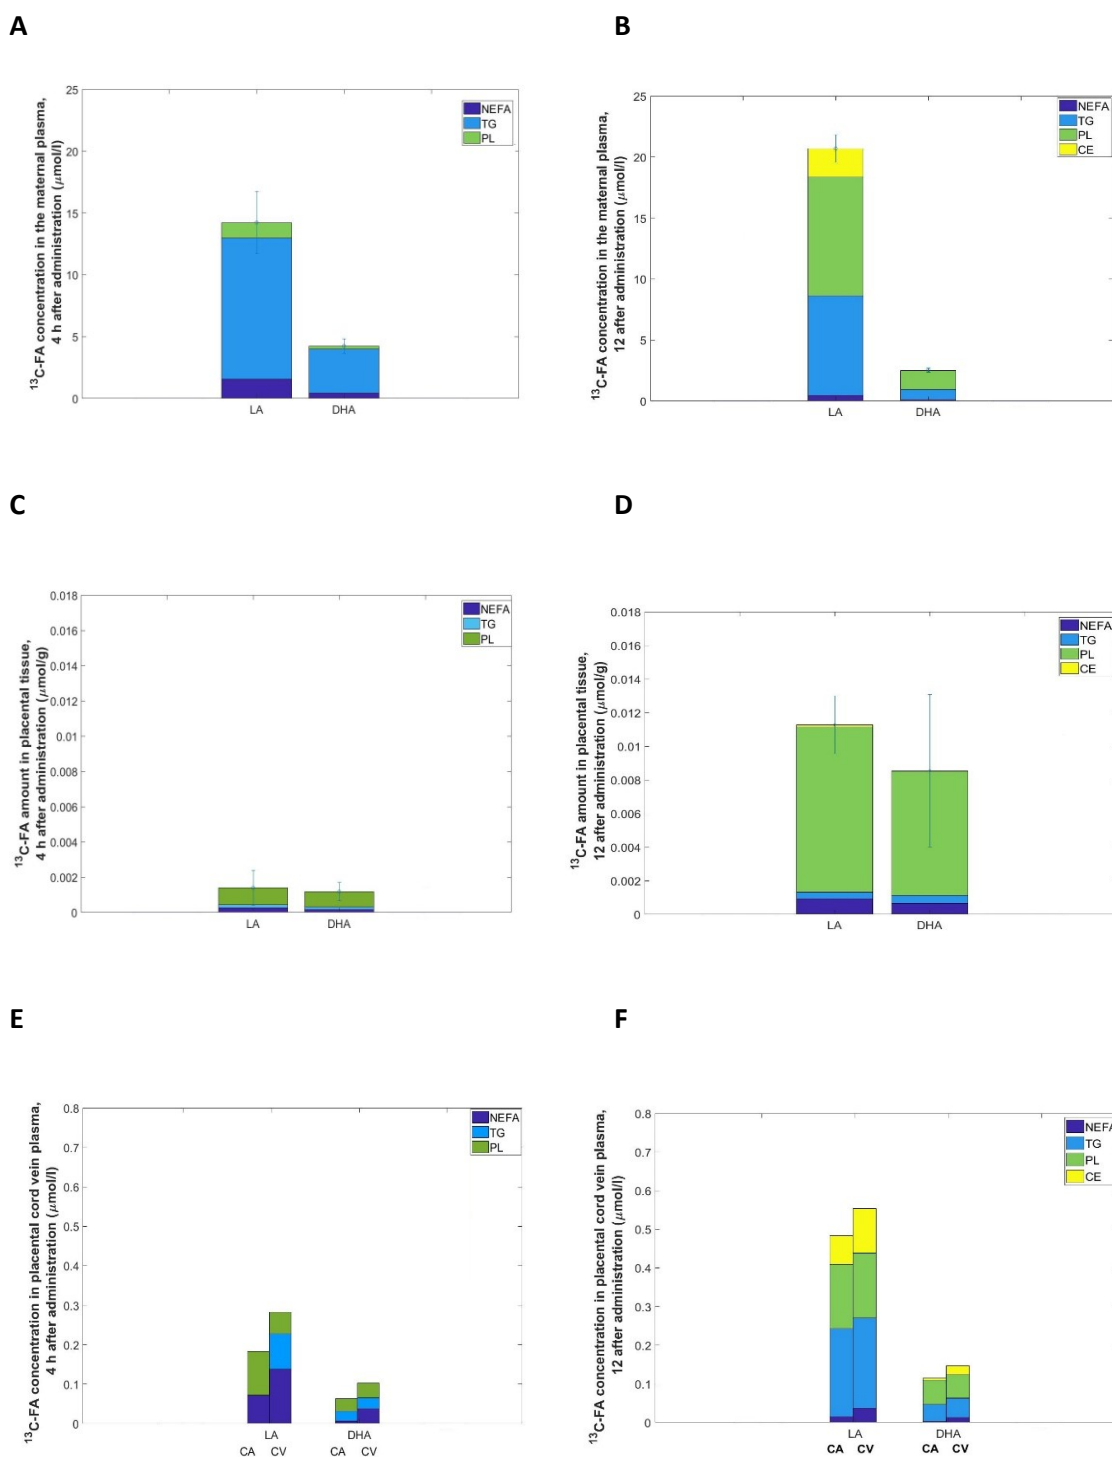 A
B
¹³C-FA concentration in the maternal plasma,
4 h after administration (μmol/l)
25
20
15
10
5
0
NEFA
TG
PL
LA
DHA
¹³C-FA concentration in the maternal plasma,
12 after administration (μmol/l)
25
20
15
10
5
0
NEFA
TG
PL
CE
LA
DHA
C
D
¹³C-FA amount in placental tissue,
4 h after administration (μmol/g)
0.018
0.016
0.014
0.012
0.01
0.008
0.006
0.004
0.002
0
NEFA
TG
PL
LA
DHA
¹³C-FA amount in placental tissue,
12 after administration (μmol/g)
0.018
0.016
0.014
0.012
0.01
0.008
0.006
0.004
0.002
0
NEFA
TG
PL
CE
LA
DHA
E
F
¹³C-FA concentration in placental cord vein plasma,
4 h after administration (μmol/l)
0.8
0.7
0.6
0.5
0.4
0.3
0.2
0.1
0
NEFA
TG
PL
LA DHA
CA CV CA CV
¹³C-FA concentration in placental cord vein plasma,
12 after administration (μmol/l)
0.8
0.7
0.6
0.5
0.4
0.3
0.2
0.1
0
NEFA
TG
PL
CE
LA DHA
CA CV CA CV